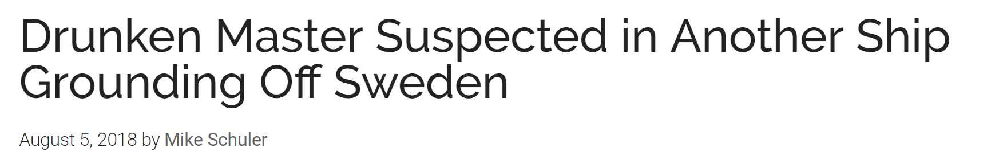 Drunken Master Suspected in Another Ship
Grounding Off Sweden
August 5, 2018 by Mike Schuler